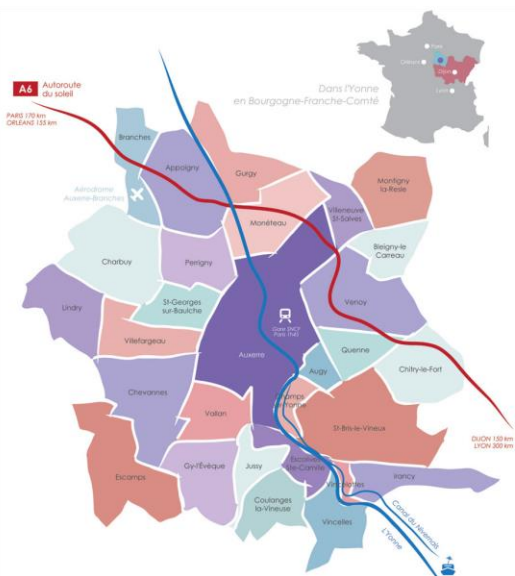 Paris
Orléans
Dijon
Lyon
Dans l'Yonne
en Bourgogne-Franche-Comté
A6
Autoroute
du soleil
PARIS 170 km
ORLEANS 155 km
Branches
Appoigny
Gurgy
Montigny
la-Resle
Aérodrome
Auxerre-Branches
Monéteau
Villeneuve
St-Salves
Bleigny-le
Carreau
Charbuy
Perrigny
Venoy
Lindry
St-Georges
sur-Baulche
Gare SNCF
Paris 1h41
Villefargeau
Auxerre
Quenne
Augy
Chitry-le-Fort
Chevannes
Vallan
Champs
sur-Yonne
St-Bris-le-Vineux
DIJON 150 km
LYON 300 km
Escamps
Gy-l'Évêque
Jussy
Escolives
Ste-Camille
Irancy
Vincelottes
Coulanges
la-Vineuse
Vincelles
L'Yonne
Canal du Nivernais